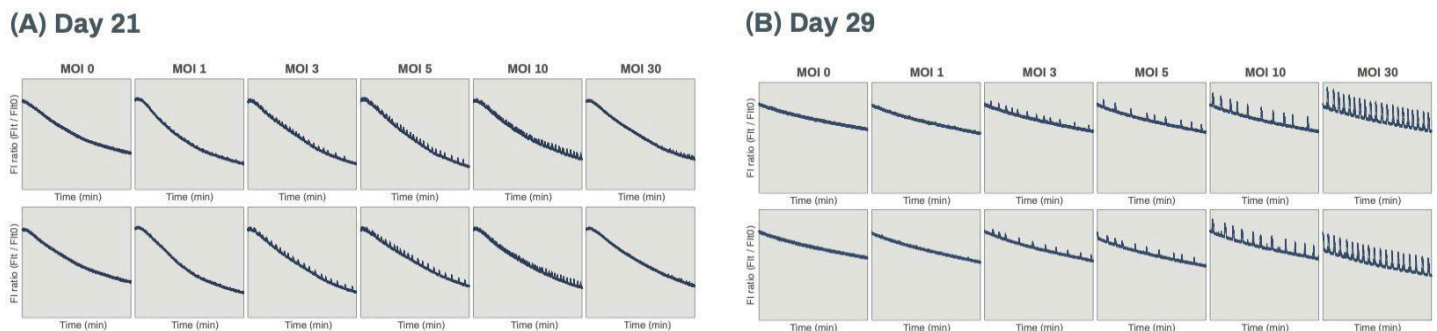 (A) Day 21
MOI 0 MOI 1 MOI 3 MOI 5 MOI 10 MOI 30
FI ratio (FIt / FIt0)
Time (min) Time (min) Time (min) Time (min) Time (min) Time (min)
FI ratio (FIt / FIt0)
Time (min) Time (min) Time (min) Time (min) Time (min) Time (min)
(B) Day 29
MOI 0 MOI 1 MOI 3 MOI 5 MOI 10 MOI 30
FI ratio (FIt / FIt0)
Time (min) Time (min) Time (min) Time (min) Time (min) Time (min)
FI ratio (FIt / FIt0)
Time (min) Time (min) Time (min) Time (min) Time (min) Time (min)